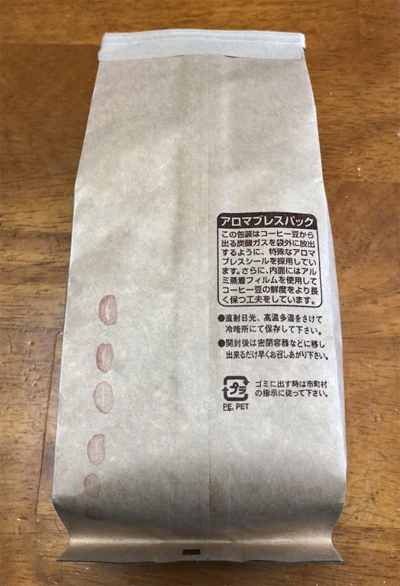 アロマブレスパック
この包装はコーヒー豆から
出る炭酸ガスを袋外に放出
するように、特殊なアロマ
ブレスシールを採用していま
す。さらに、内面にはアルミ
蒸着フィルムを使用して
コーヒー豆の鮮度をより長
く保つ工夫をしています。
●直射日光、高温多湿をさけて
冷暗所にて保存して下さい。
●開封後は密閉容器などに移し
出来るだけ早くお召しあがり下さい。
プラ
PE, PET
ゴミに出す時は市町村
の指示に従って下さい。